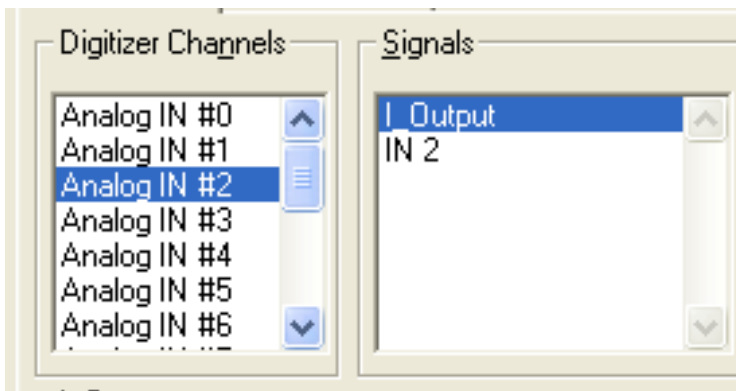 Digitizer Channels
Analog IN #0
Analog IN #1
Analog IN #2
Analog IN #3
Analog IN #4
Analog IN #5
Analog IN #6
Signals
I_Output
IN 2